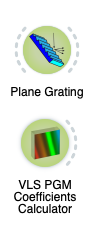 Plane Grating
VLS PGM
Coefficients
Calculator